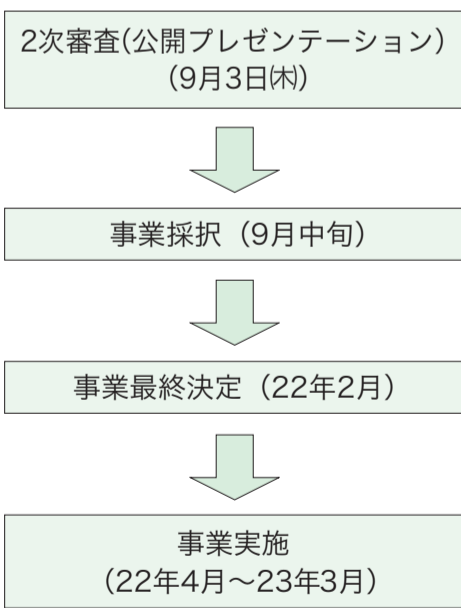 2次審査(公開プレゼンテーション）
（9月3日㈭）
事業採択（9月中旬）
事業最終決定（22年2月）
事業実施
（22年4月～23年3月）